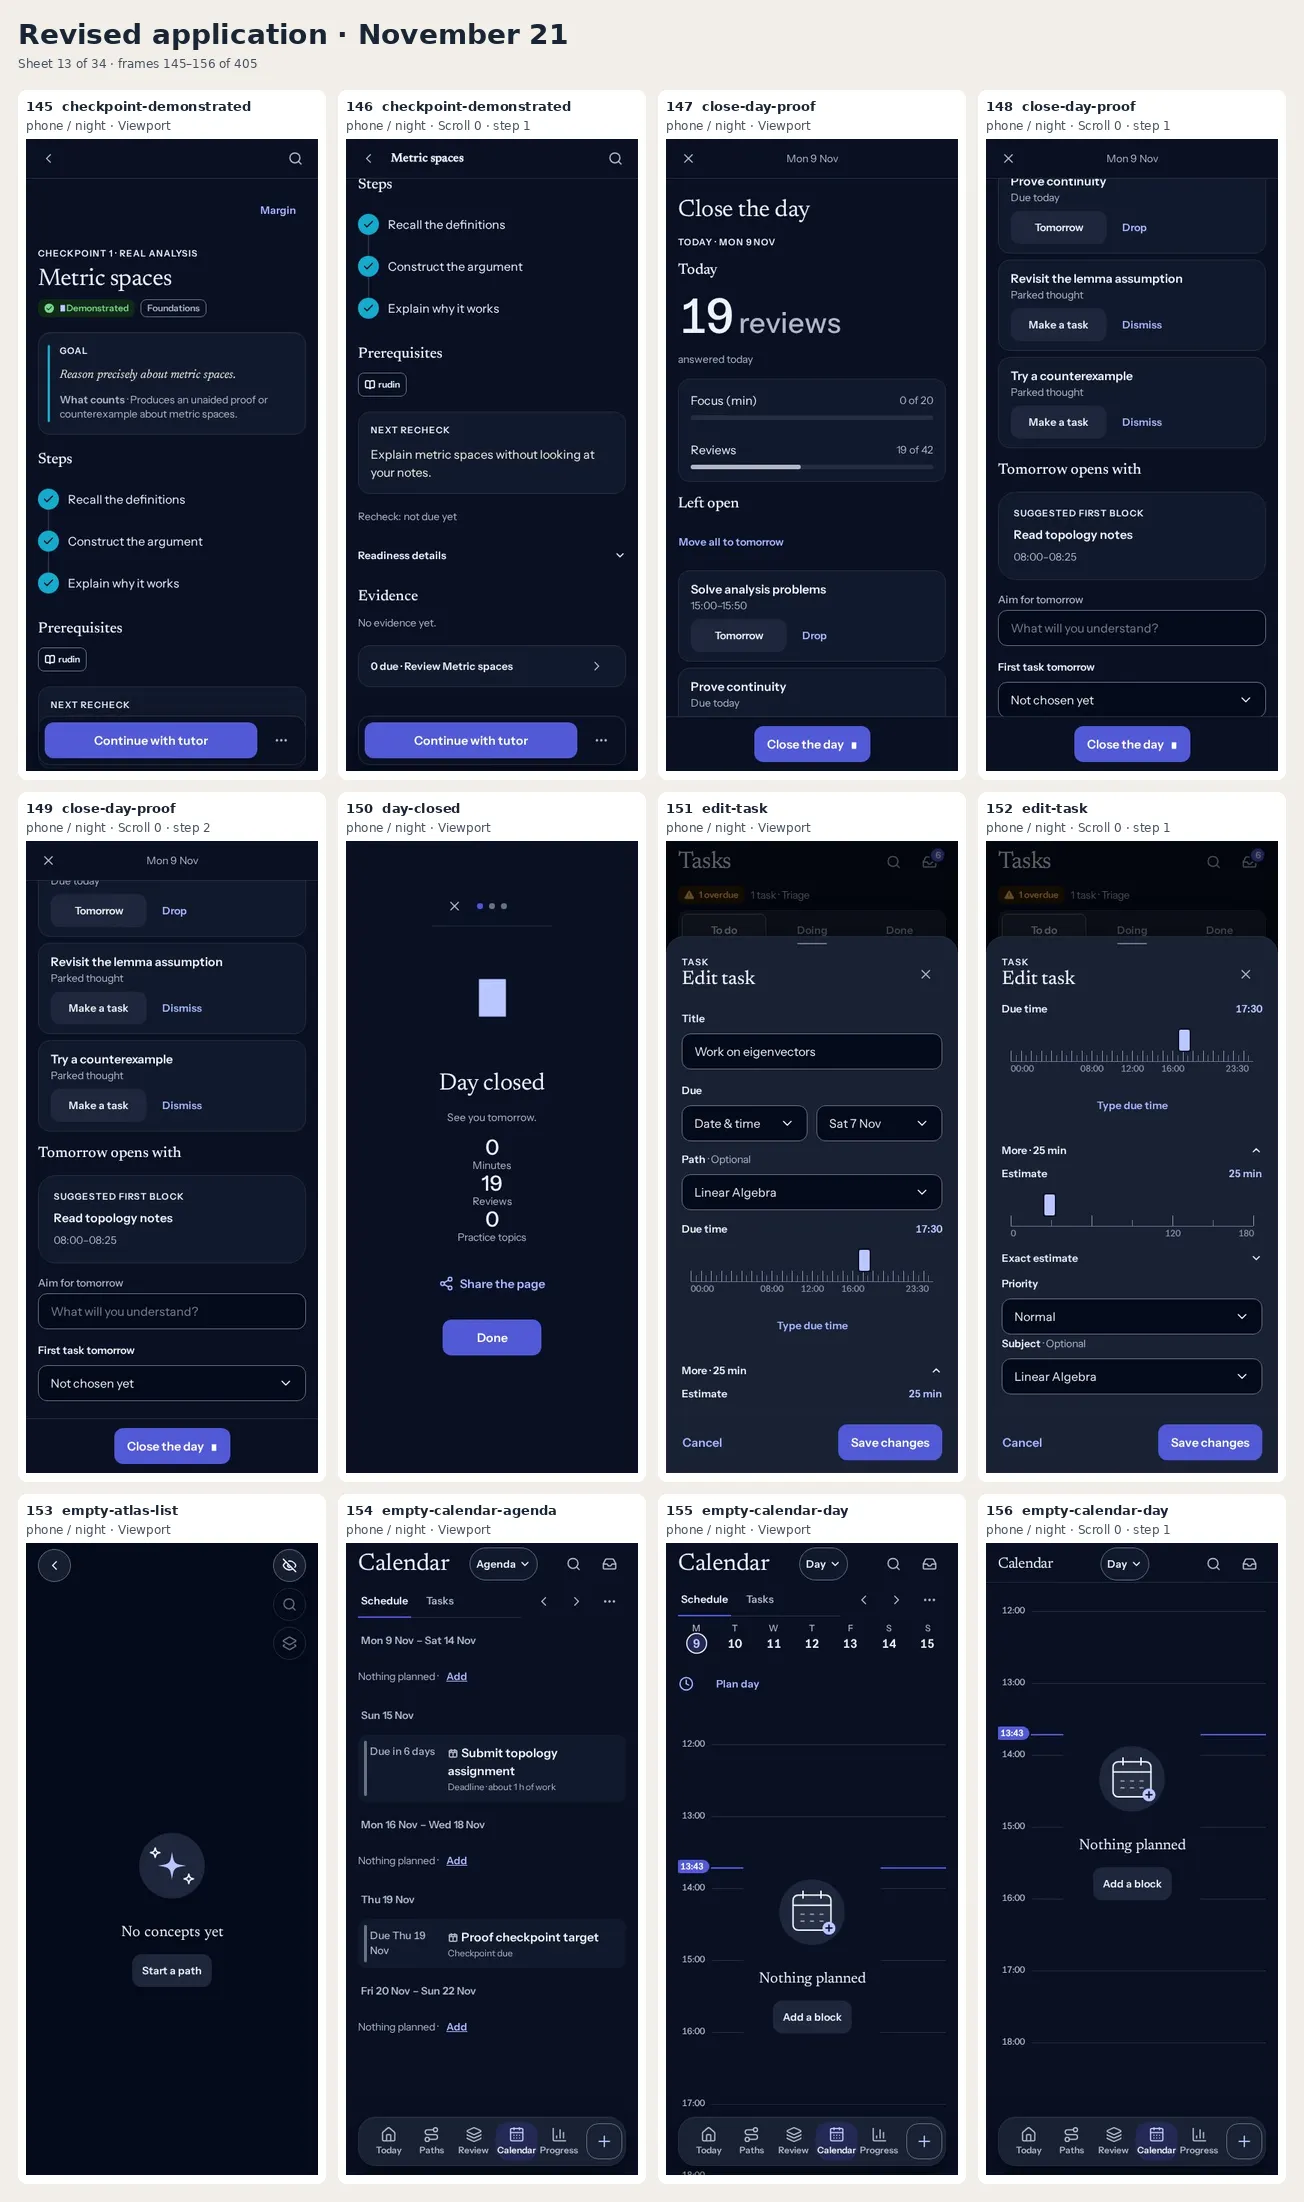 Revised application · November 21
Sheet 13 of 34 · frames 145–156 of 405
145 checkpoint-demonstrated
phone / night · Viewport
Margin
CHECKPOINT 1 · REAL ANALYSIS
Metric spaces
Demonstrated
Foundations
GOAL
Reason precisely about metric spaces.
What counts · Produces an unaided proof or
counterexample about metric spaces.
Steps
Recall the definitions
Construct the argument
Explain why it works
Prerequisites
rudin
NEXT RECHECK
Continue with tutor
146 checkpoint-demonstrated
phone / night · Scroll 0 · step 1
Metric spaces
Steps
Recall the definitions
Construct the argument
Explain why it works
Prerequisites
rudin
NEXT RECHECK
Explain metric spaces without looking at
your notes.
Recheck: not due yet
Readiness details
Evidence
No evidence yet.
0 due · Review Metric spaces
Continue with tutor
147 close-day-proof
phone / night · Viewport
Mon 9 Nov
Close the day
TODAY · MON 9 NOV
Today
19 reviews
answered today
Focus (min) 0 of 20
Reviews 19 of 42
Left open
Move all to tomorrow
Solve analysis problems
15:00–15:50
Tomorrow Drop
Prove continuity
Due today
Close the day
148 close-day-proof
phone / night · Scroll 0 · step 1
Mon 9 Nov
Prove continuity
Due today
Tomorrow Drop
Revisit the lemma assumption
Parked thought
Make a task Dismiss
Try a counterexample
Parked thought
Make a task Dismiss
Tomorrow opens with
SUGGESTED FIRST BLOCK
Read topology notes
08:00–08:25
Aim for tomorrow
What will you understand?
First task tomorrow
Not chosen yet
Close the day
149 close-day-proof
phone / night · Scroll 0 · step 2
Mon 9 Nov
Due today
Tomorrow Drop
Revisit the lemma assumption
Parked thought
Make a task Dismiss
Try a counterexample
Parked thought
Make a task Dismiss
Tomorrow opens with
SUGGESTED FIRST BLOCK
Read topology notes
08:00–08:25
Aim for tomorrow
What will you understand?
First task tomorrow
Not chosen yet
Close the day
150 day-closed
phone / night · Viewport
Day closed
See you tomorrow.
0
Minutes
19
Reviews
0
Practice topics
Share the page
Done
151 edit-task
phone / night · Viewport
Tasks
6
1 overdue 1 task · Triage
To do Doing Done
TASK
Edit task
Title
Work on eigenvectors
Due
Date & time Sat 7 Nov
Path · Optional
Linear Algebra
Due time 17:30
00:00 08:00 12:00 16:00 23:30
Type due time
More · 25 min
Estimate 25 min
Cancel Save changes
152 edit-task
phone / night · Scroll 0 · step 1
Tasks
6
1 overdue 1 task · Triage
To do Doing Done
TASK
Edit task
Due time 17:30
00:00 08:00 12:00 16:00 23:30
Type due time
More · 25 min
Estimate 25 min
0 120 180
Exact estimate
Priority
Normal
Subject · Optional
Linear Algebra
Cancel Save changes
153 empty-atlas-list
phone / night · Viewport
No concepts yet
Start a path
154 empty-calendar-agenda
phone / night · Viewport
Calendar Agenda
Schedule Tasks
Mon 9 Nov – Sat 14 Nov
Nothing planned · Add
Sun 15 Nov
Due in 6 days Submit topology
assignment
Deadline · about 1 h of work
Mon 16 Nov – Wed 18 Nov
Nothing planned · Add
Thu 19 Nov
Due Thu 19 Proof checkpoint target
Nov Checkpoint due
Fri 20 Nov – Sun 22 Nov
Nothing planned · Add
Today Paths Review Calendar Progress
155 empty-calendar-day
phone / night · Viewport
Calendar Day
Schedule Tasks
M T W T F S S
9 10 11 12 13 14 15
Plan day
12:00
13:00
13:43
14:00
15:00
Nothing planned
Add a block
16:00
17:00
Today Paths Review Calendar Progress
18:00
156 empty-calendar-day
phone / night · Scroll 0 · step 1
Calendar Day
12:00
13:00
13:43
14:00
15:00
Nothing planned
Add a block
16:00
17:00
18:00
Today Paths Review Calendar Progress